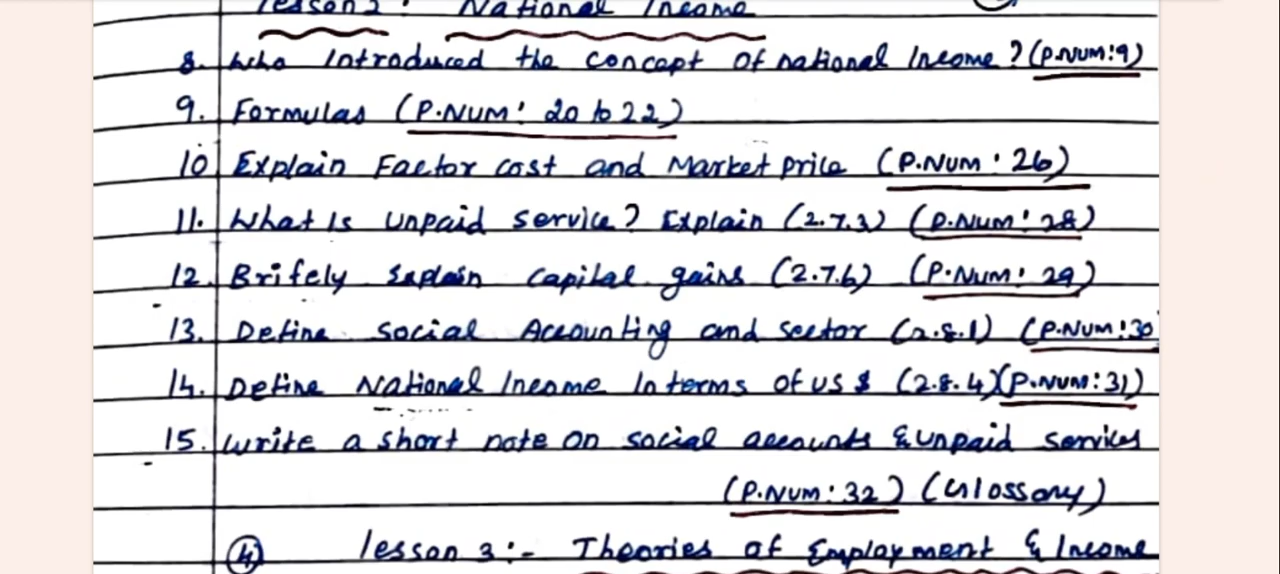 lesson 2: National Income
8. Who Introduced the concept of national Income? (P.NUM:9)
9. Formulas (P.NUM: 20 to 22)
10 Explain Factor cost and Market price (P.NUM: 26)
11. What Is Unpaid service? Explain (2.7.3) (P.NUM: 28)
12. Brifely Explain Capital gains (2.7.6) (P.NUM: 29)
13. Define Social Accounting and sector (2.8.1) (P.NUM:30
14. Define National Income In terms of US $ (2.8.4) (P.NUM:31)
15. Write a short note on social accounts & Unpaid services
(P.NUM: 32) (Glossary)
4 lesson 3:- Theories of Employment & Income